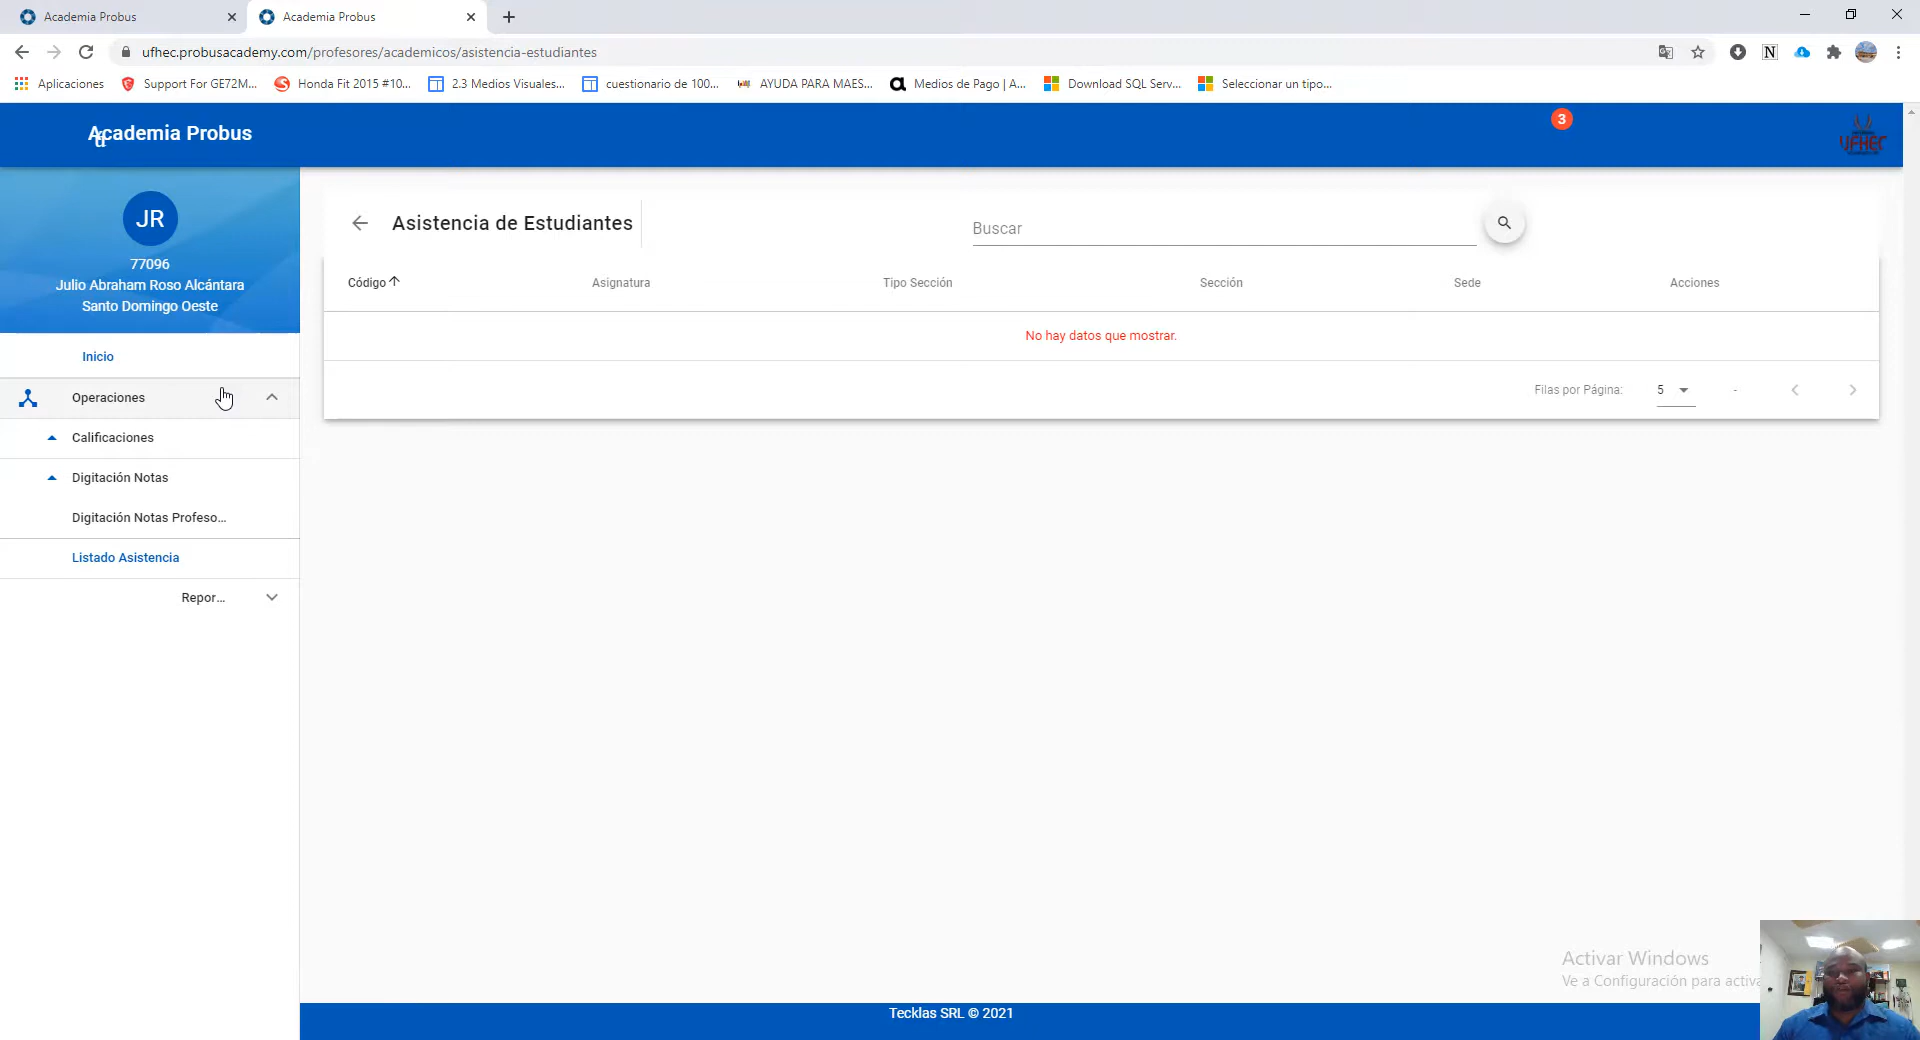 Academia Probus
Academia Probus
ufhec.probusacademy.com/profesores/academicos/asistencia-estudiantes
Aplicaciones
Support For GE72M...
Honda Fit 2015 #10...
2.3 Medios Visuales...
cuestionario de 100...
AYUDA PARA MAES...
Medios de Pago | A...
Download SQL Serv...
Seleccionar un tipo...
Academia Probus
3
UFHEC
JR
77096
Julio Abraham Roso Alcántara
Santo Domingo Oeste
Inicio
Operaciones
Calificaciones
Digitación Notas
Digitación Notas Profeso...
Listado Asistencia
Repor...
Asistencia de Estudiantes
Buscar
Código Asignatura Tipo Sección Sección Sede Acciones
No hay datos que mostrar.
Filas por Página: 5 -
Activar Windows
Ve a Configuración para activa
Tecklas SRL © 2021